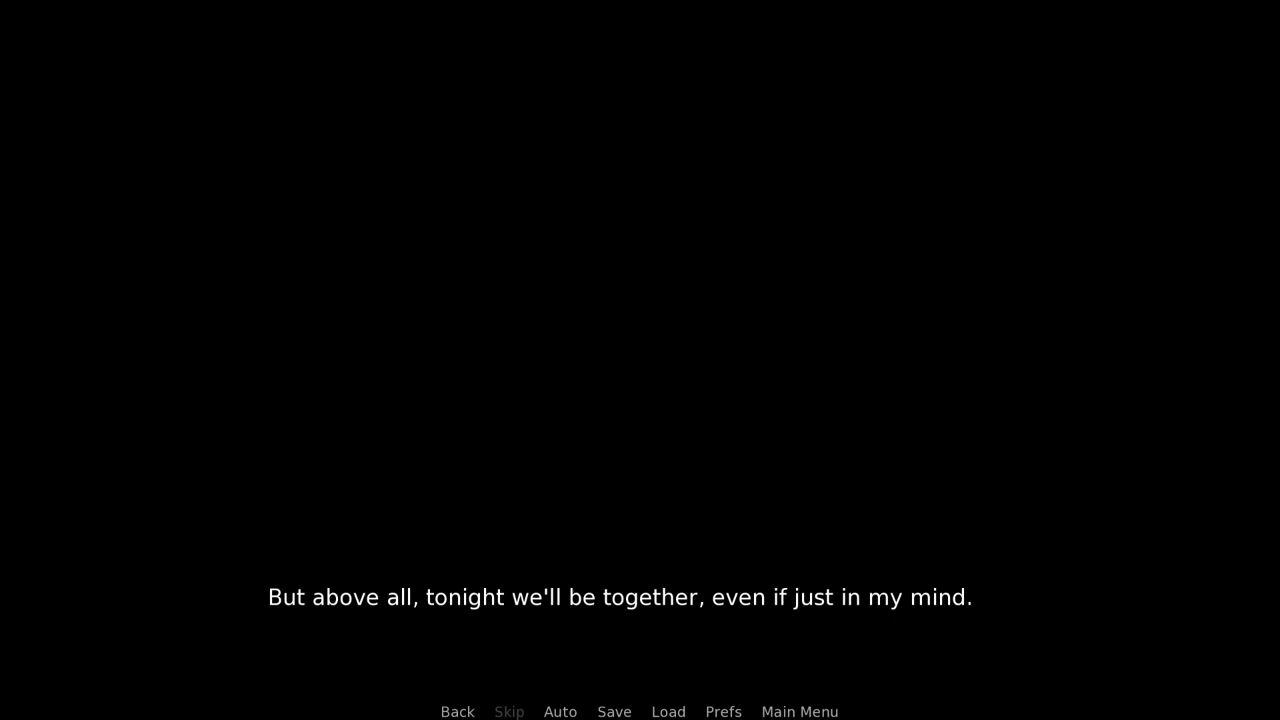 But above all, tonight we'll be together, even if just in my mind.
Back Skip Auto Save Load Prefs Main Menu